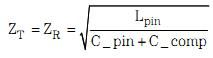 Z_T = Z_R = √(L_pin / (C_pin + C_comp))